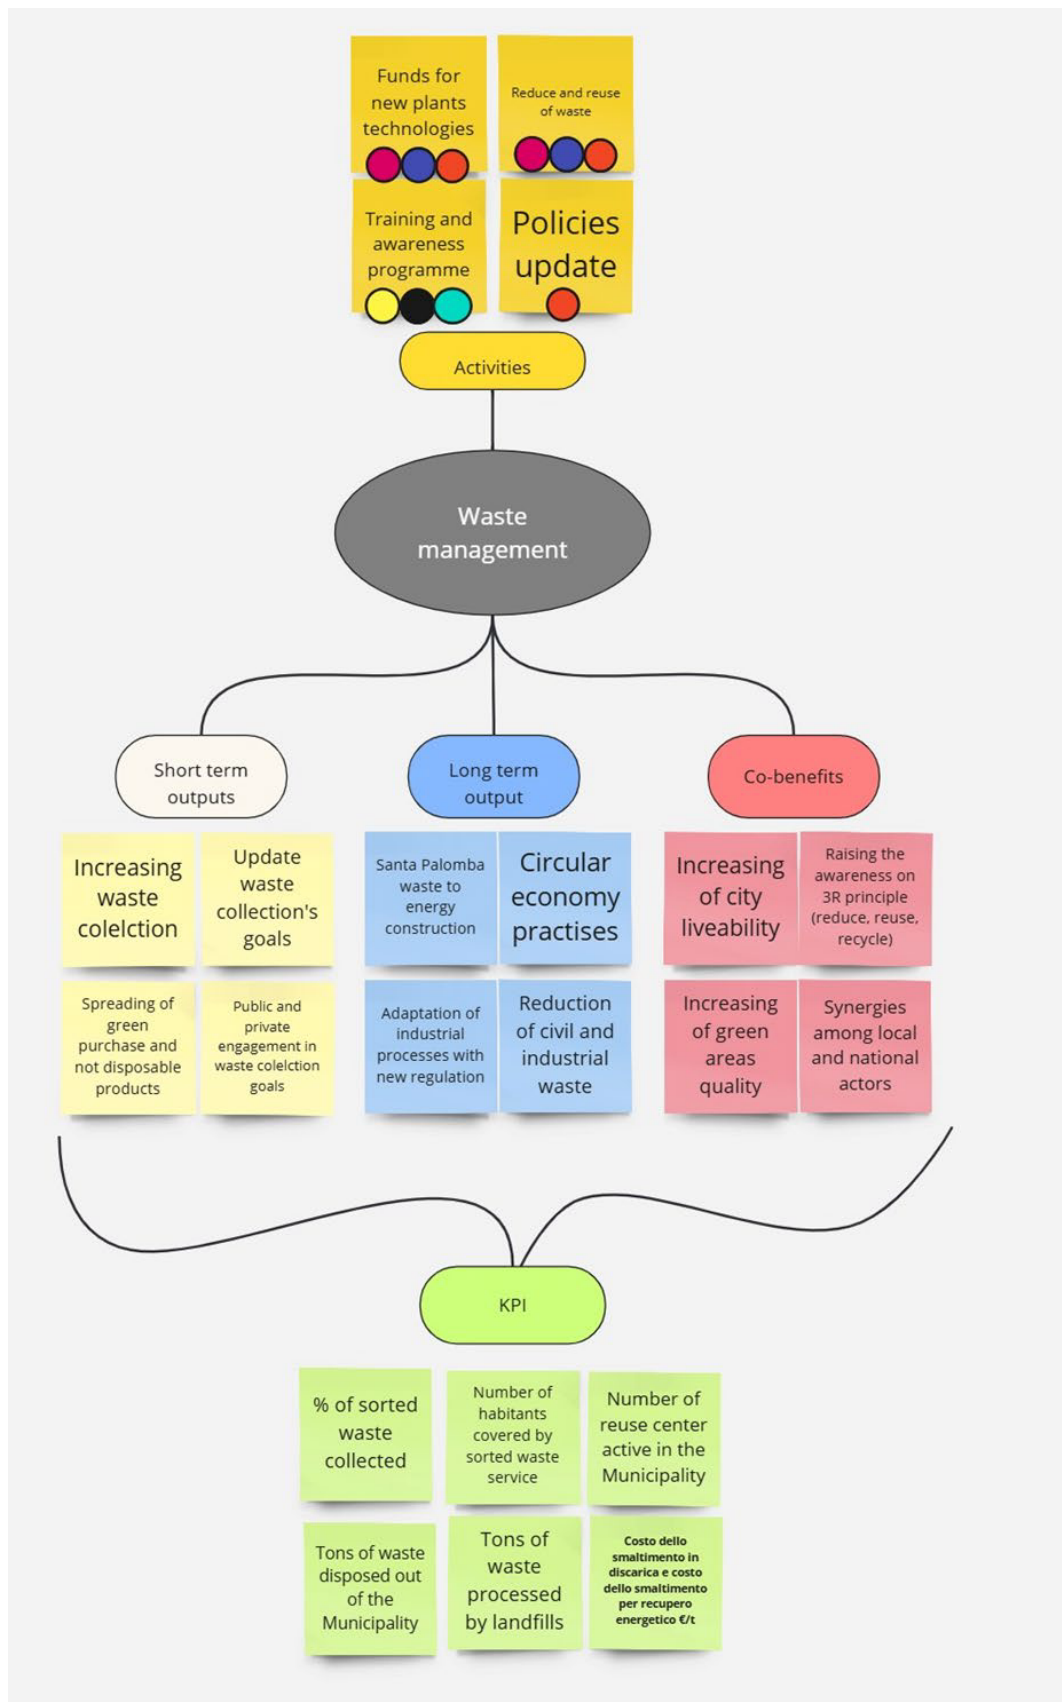 Funds for
new plants
technologies
Reduce and reuse
of waste
Training and
awareness
programme
Policies
update
Activities
Waste
management
Short term
outputs
Long term
output
Co-benefits
Increasing
waste
colelction
Update
waste
collection's
goals
Santa Palomba
waste to
energy
construction
Circular
economy
practises
Increasing
of city
liveability
Raising the
awareness on
3R principle
(reduce, reuse,
recycle)
Spreading of
green
purchase and
not disposable
products
Public and
private
engagement in
waste colelction
goals
Adaptation of
industrial
processes with
new regulation
Reduction
of civil and
industrial
waste
Increasing
of green
areas
quality
Synergies
among local
and national
actors
KPI
% of sorted
waste
collected
Number of
habitants
covered by
sorted waste
service
Number of
reuse center
active in the
Municipality
Tons of waste
disposed out
of the
Municipality
Tons of
waste
processed
by landfills
Costo dello
smaltimento in
discarica e costo
dello smaltimento
per recupero
energetico €/t